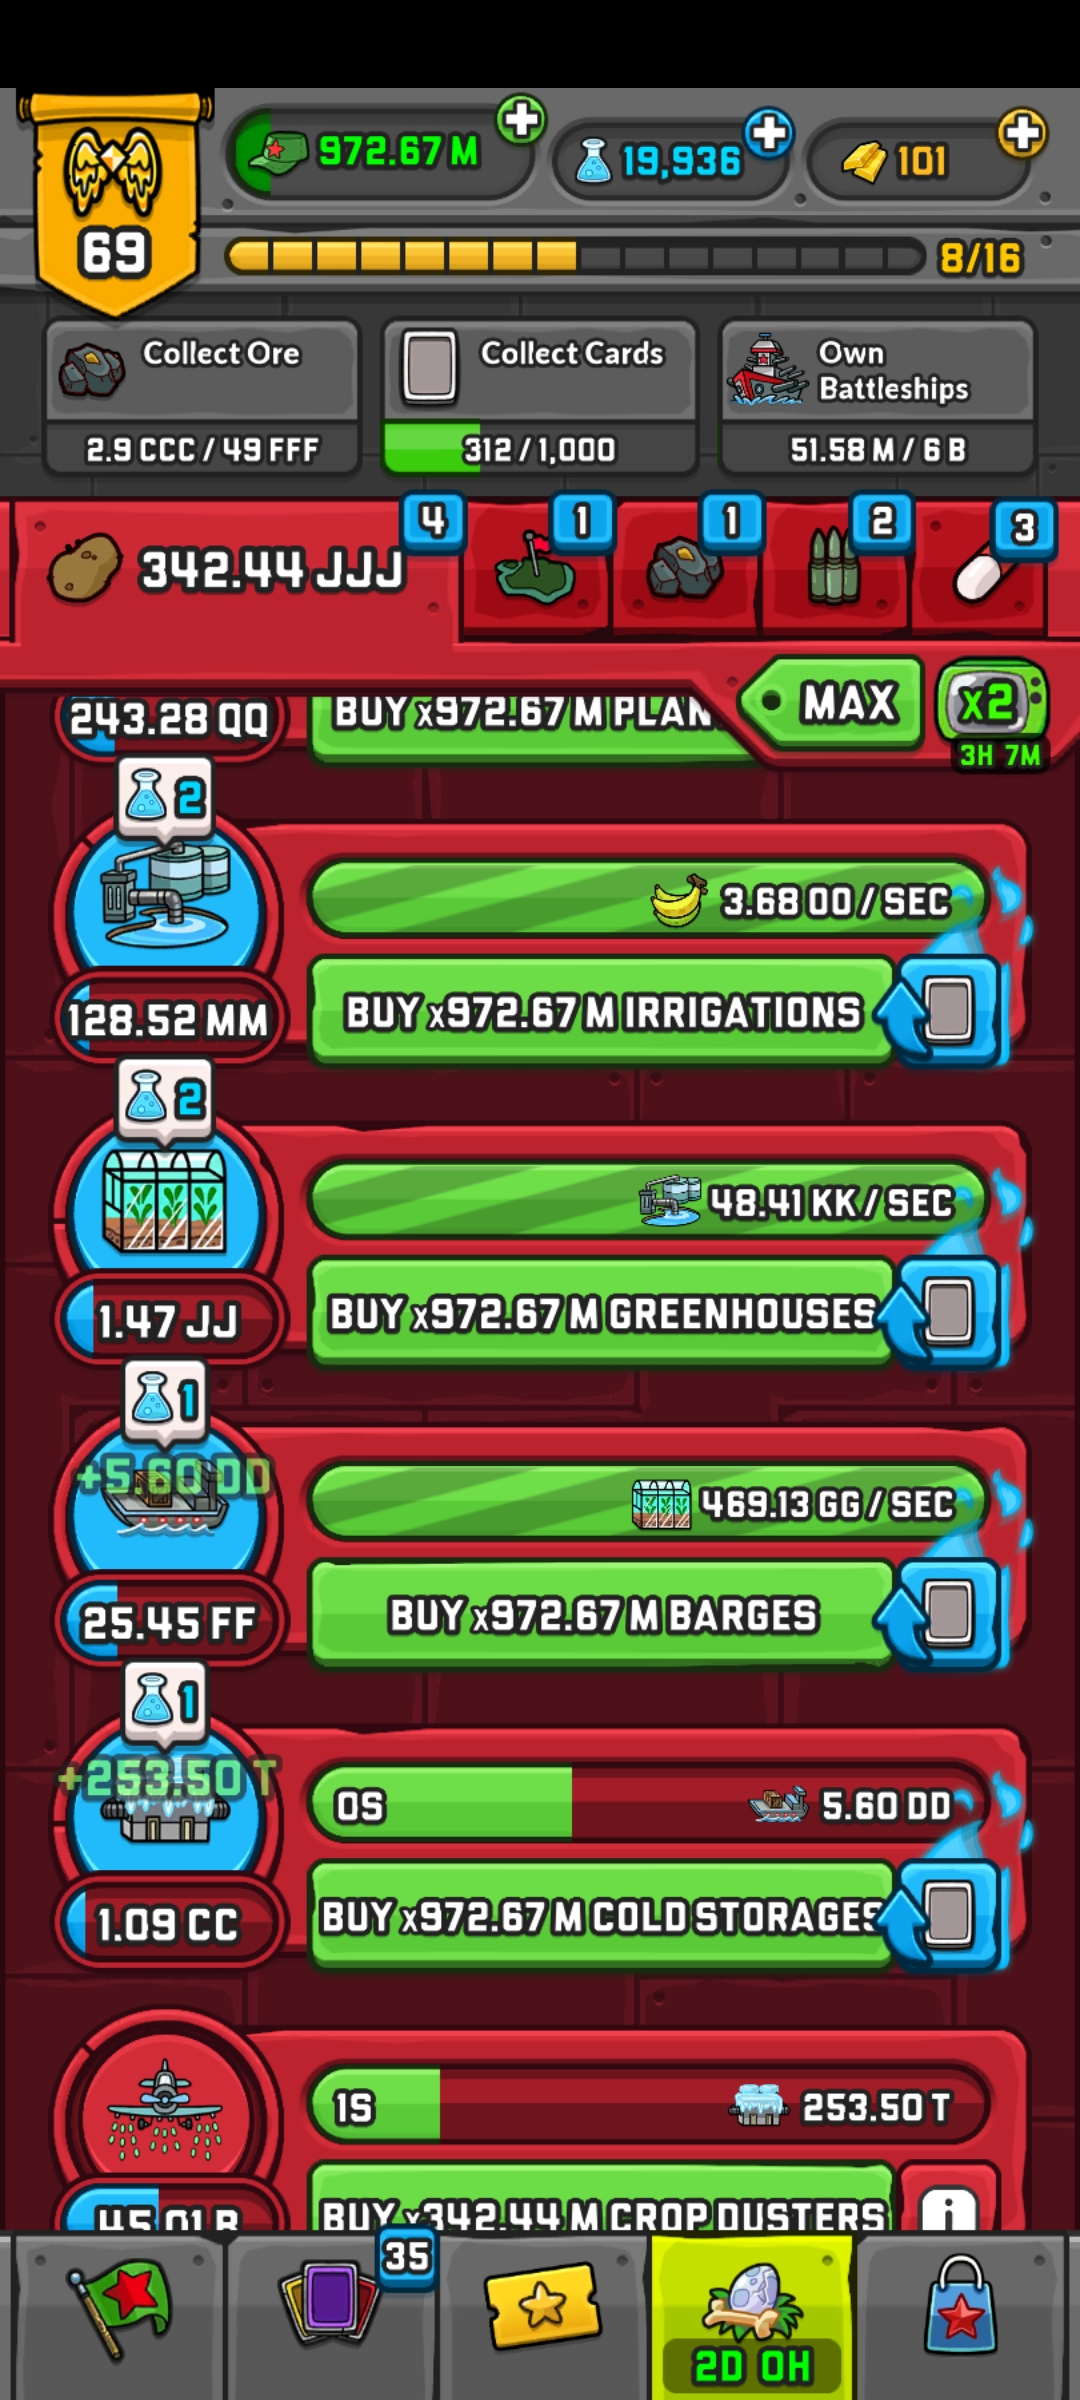 972.67 M
19,936
101
69
8/16
Collect Ore
2.9 CCC / 49 FFF
Collect Cards
312 / 1,000
Own
Battleships
51.58 M / 6 B
342.44 JJJ
4
1
1
2
3
MAX
x2
3H 7M
243.28 QQ
BUY x972.67 M PLAN
2
3.68 OO / SEC
128.52 MM
BUY x972.67 M IRRIGATIONS
2
48.41 KK / SEC
1.47 JJ
BUY x972.67 M GREENHOUSES
1
+5.60 DD
469.13 GG / SEC
25.45 FF
BUY x972.67 M BARGES
1
+253.50 T
0S
5.60 DD
1.09 CC
BUY x972.67 M COLD STORAGES
1S
253.50 T
45.01 B
BUY x342.44 M CROP DUSTERS
i
35
2D 0H